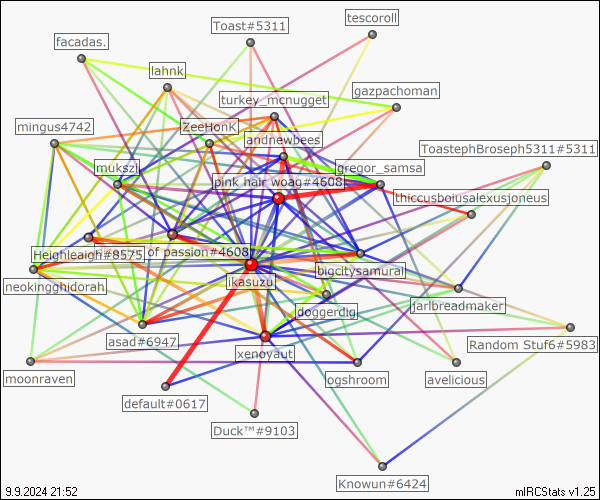 tescoroll
Toast#5311
facadas.
lahnk
gazpachoman
turkey_mcnugget
mingus4742
ZeeHonk
andnewbees
ToastephBroseph5311#5311
mukszi
gregor_samsa
pink hair woag#4608
thiccusboiusalexusjoneus
Heighleaigh#8575
of passion#4608
bigcitysamurai
neokingghidorah
ikasuzu
doggerdig
jarlbreadmaker
asad#6947
xenoyaut
Random Stuf6#5983
moonraven
ogshroom
avelicious
default#0617
Duck™#9103
Knowun#6424
9.9.2024 21:52
mIRCStats v1.25